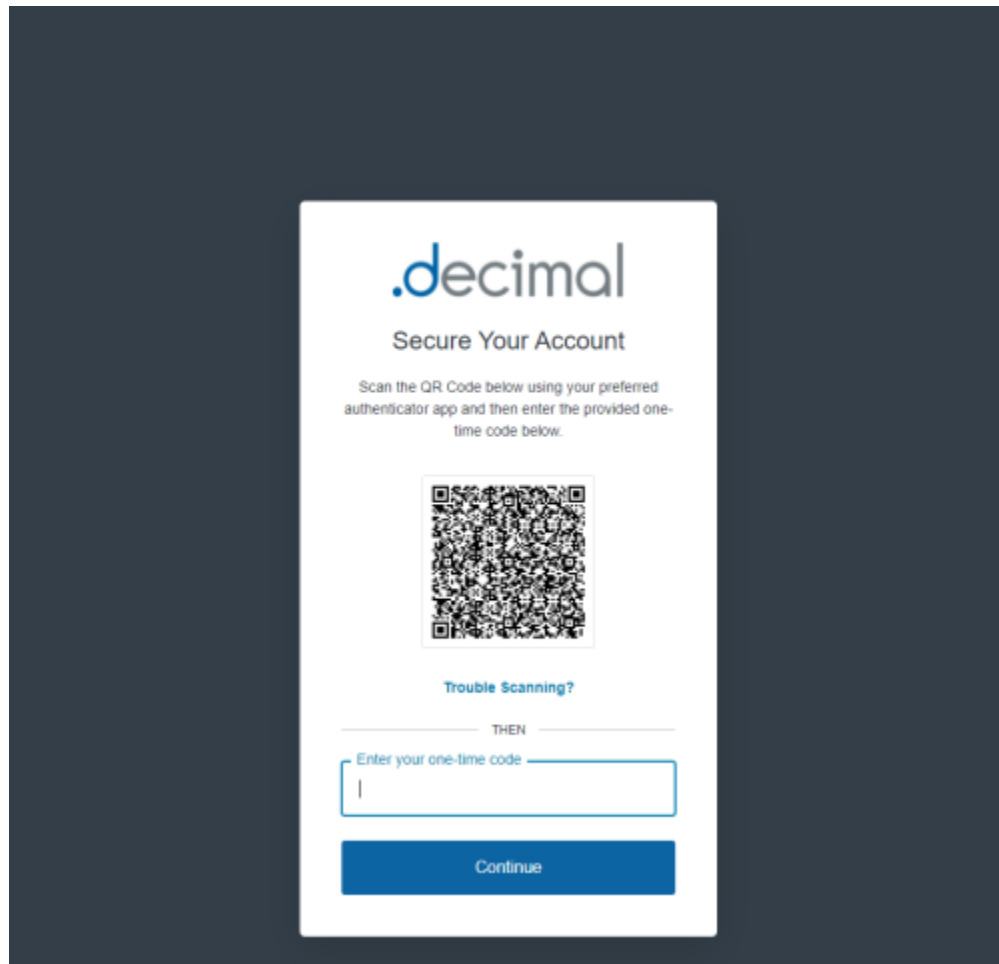 .decimal
Secure Your Account
Scan the QR Code below using your preferred
authenticator app and then enter the provided one-
time code below.
Trouble Scanning?
THEN
Enter your one-time code
Continue